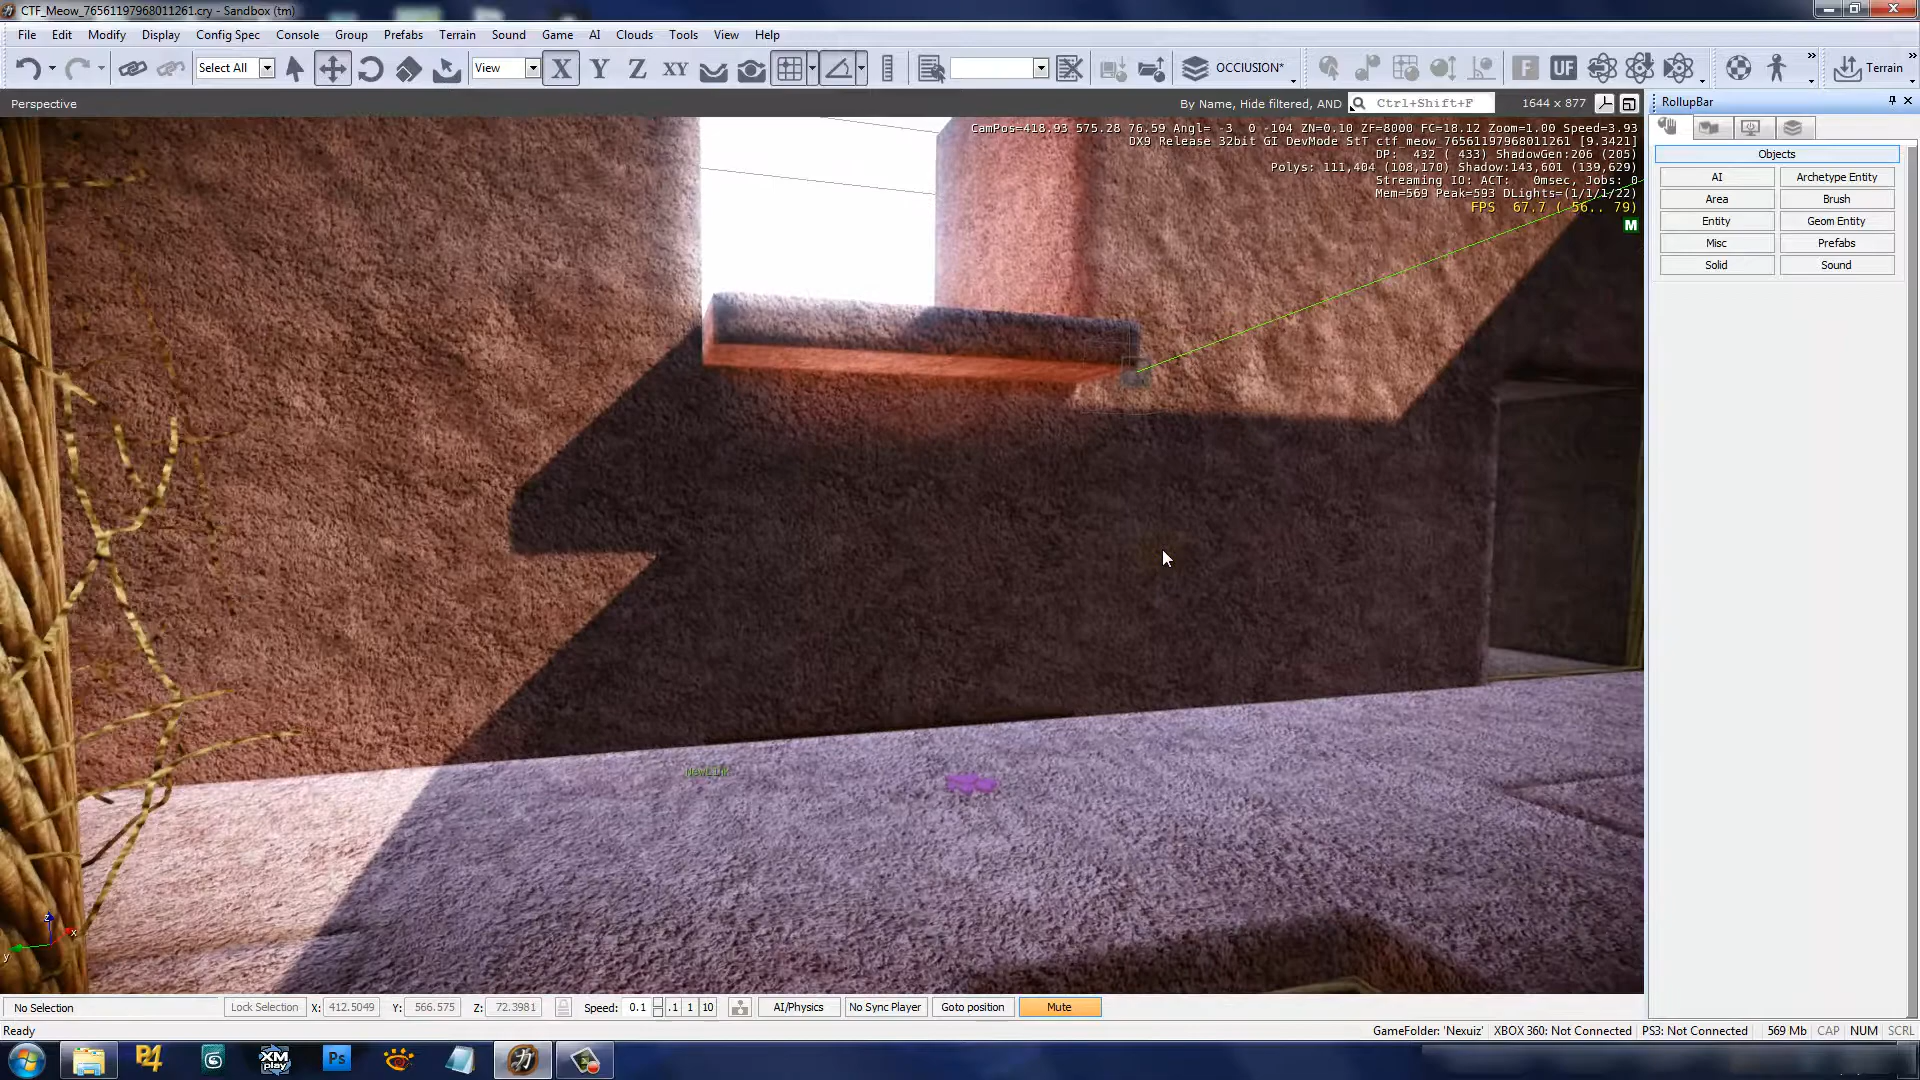 CTF_Meow_76561197968011261.cry - Sandbox (tm)
File Edit Modify Display Config Spec Console Group Prefabs Terrain Sound Game AI Clouds Tools View Help
Select All View X Y Z XY OCCIUSION* F UF Terrain
Perspective By Name, Hide filtered, AND Ctrl+Shift+F 1644 x 877
RollupBar
CamPos=418.93 575.28 76.59 Angl= -3 0 -104 ZN=0.10 ZF=8000 FC=18.12 Zoom=1.00 Speed=3.93
DX9 Release 32bit GI DevMode StT ctf_meow_76561197968011261 [9.3421]
DP: 432 ( 433) ShadowGen:206 (205)
Polys: 111,404 (108,170) Shadow:143,601 (139,629)
Streaming IO: ACT: 0msec, Jobs: 0
Mem=569 Peak=593 DLights=(1/1/1/22)
FPS 67.7 ( 56.. 79)
M
Objects
AI Archetype Entity
Area Brush
Entity Geom Entity
Misc Prefabs
Solid Sound
NewLink
z
x
y
No Selection Lock Selection X: 412.5049 Y: 566.575 Z: 72.3981 Speed: 0.1 .1 1 10 AI/Physics No Sync Player Goto position Mute
Ready GameFolder: 'Nexuiz' XBOX 360: Not Connected PS3: Not Connected 569 Mb CAP NUM SCRL
P4 XM play Ps